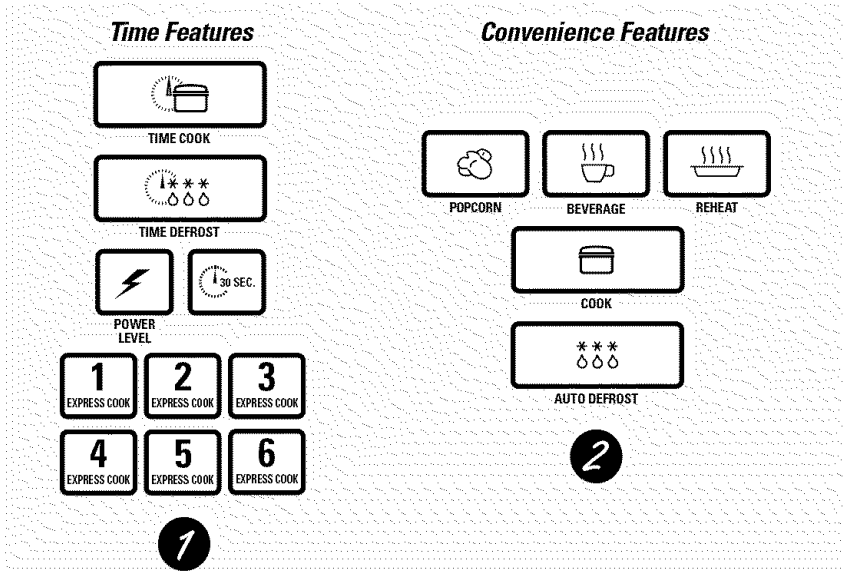 Time Features
TIME COOK
TIME DEFROST
30 SEC.
POWER
LEVEL
1
EXPRESS COOK
2
EXPRESS COOK
3
EXPRESS COOK
4
EXPRESS COOK
5
EXPRESS COOK
6
EXPRESS COOK
1
Convenience Features
POPCORN
BEVERAGE
REHEAT
COOK
AUTO DEFROST
2